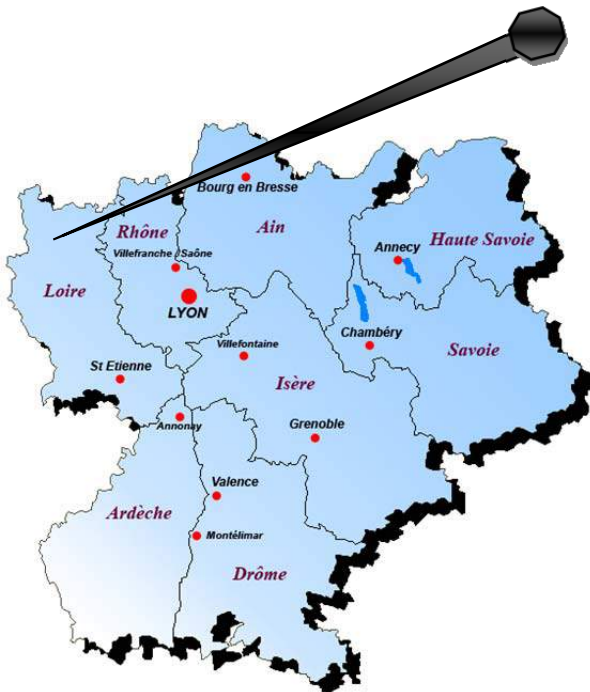 Bourg en Bresse
Rhône
Ain
Haute Savoie
Annecy
Villefranche /Saône
Loire
LYON
Chambéry
Villefontaine
Savoie
St Etienne
Isère
Annonay
Grenoble
Valence
Ardèche
Montélimar
Drôme